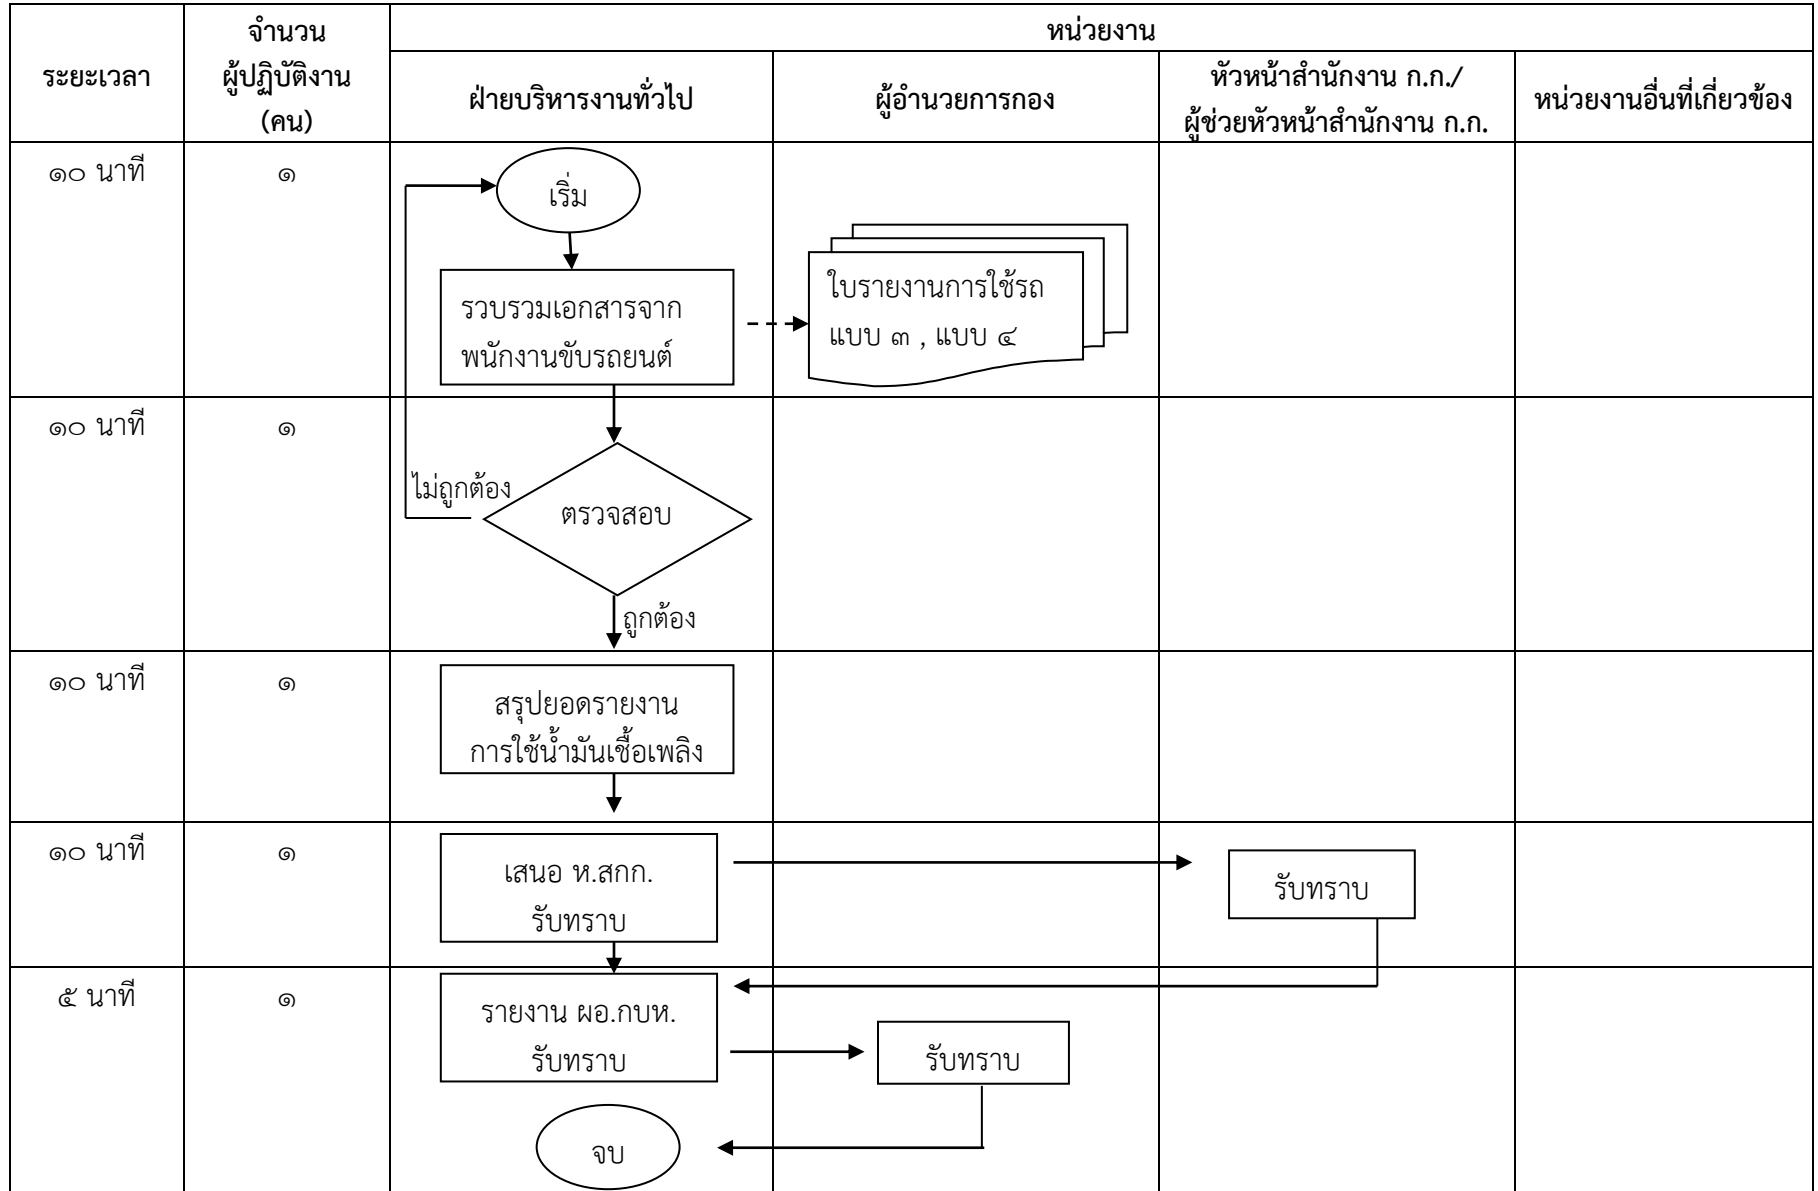 ระยะเวลา
จำนวน
ผู้ปฏิบัติงาน
(คน)
หน่วยงาน
ฝ่ายบริหารงานทั่วไป
ผู้อำนวยการกอง
หัวหน้าสำนักงาน ก.ก./
ผู้ช่วยหัวหน้าสำนักงาน ก.ก.
หน่วยงานอื่นที่เกี่ยวข้อง
๑๐ นาที
๑
เริ่ม
รวบรวมเอกสารจาก
พนักงานขับรถยนต์
ใบรายงานการใช้รถ
แบบ ๓ , แบบ ๔
๑๐ นาที
๑
ไม่ถูกต้อง
ตรวจสอบ
ถูกต้อง
๑๐ นาที
๑
สรุปยอดรายงาน
การใช้น้ำมันเชื้อเพลิง
๑๐ นาที
๑
เสนอ ห.สกก.
รับทราบ
รับทราบ
๕ นาที
๑
รายงาน ผอ.กบห.
รับทราบ
รับทราบ
จบ